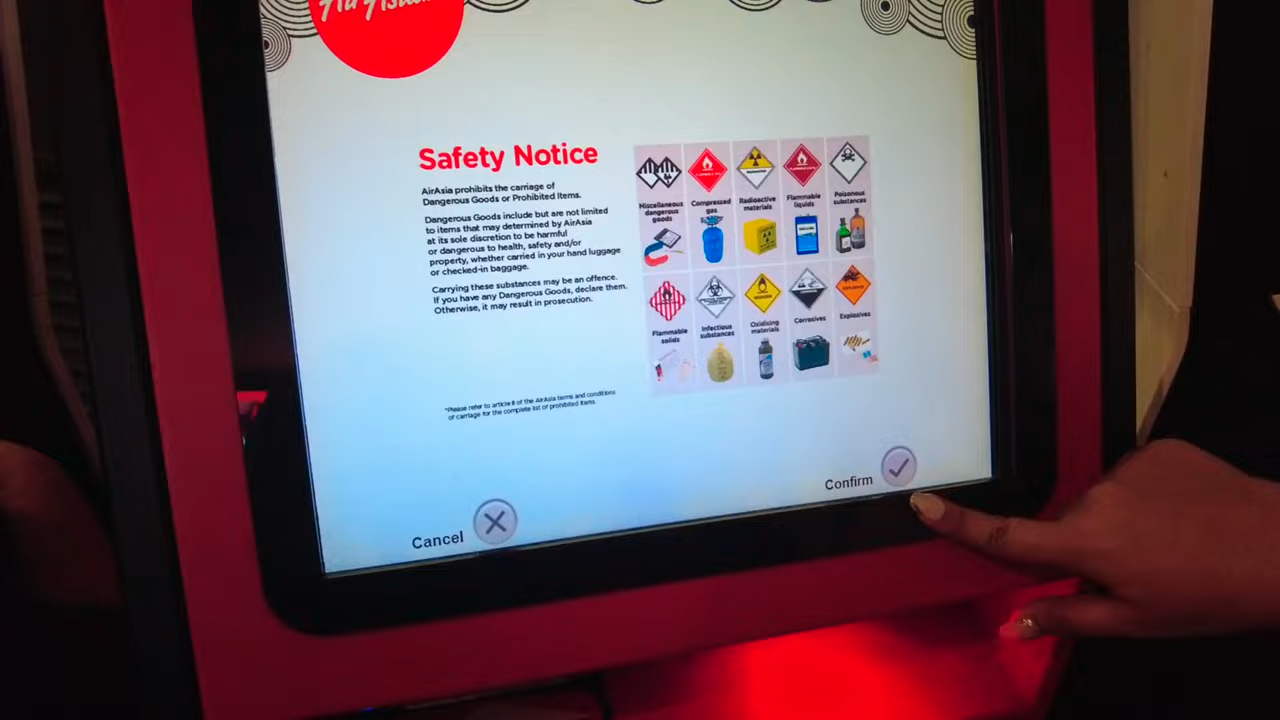 AirAsia
Safety Notice
AirAsia prohibits the carriage of
Dangerous Goods or Prohibited Items.
Dangerous Goods include but are not limited
to items that may determined by AirAsia
at its sole discretion to be harmful
or dangerous to health, safety and/or
property, whether carried in your hand luggage
or checked-in baggage.
Carrying these substances may be an offence.
If you have any Dangerous Goods, declare them.
Otherwise, it may result in prosecution.
*Please refer to article 8 of the AirAsia terms and conditions
of carriage for the complete list of prohibited items.
Miscellaneous
dangerous
goods
Compressed
gas
Radioactive
materials
Flammable
liquids
Poisonous
substances
Flammable
solids
Infectious
substances
Oxidising
materials
Corrosives
Explosives
Cancel
Confirm